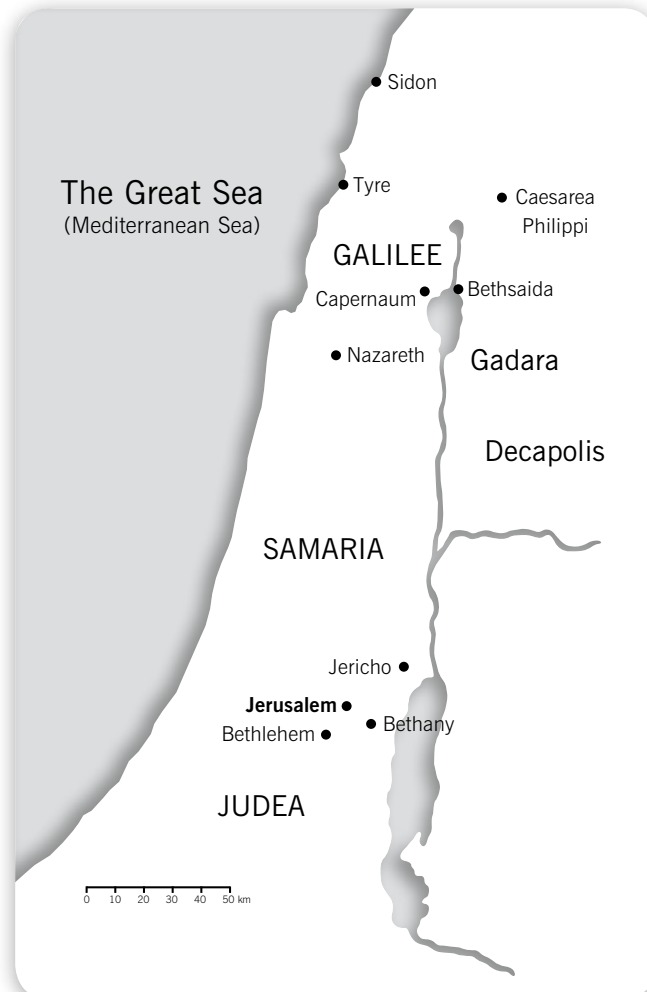 Sidon
The Great Sea
(Mediterranean Sea)
Tyre
Caesarea
Philippi
GALILEE
Capernaum
Bethsaida
Nazareth
Gadara
Decapolis
SAMARIA
Jericho
Jerusalem
Bethany
Bethlehem
JUDEA
0 10 20 30 40 50 km